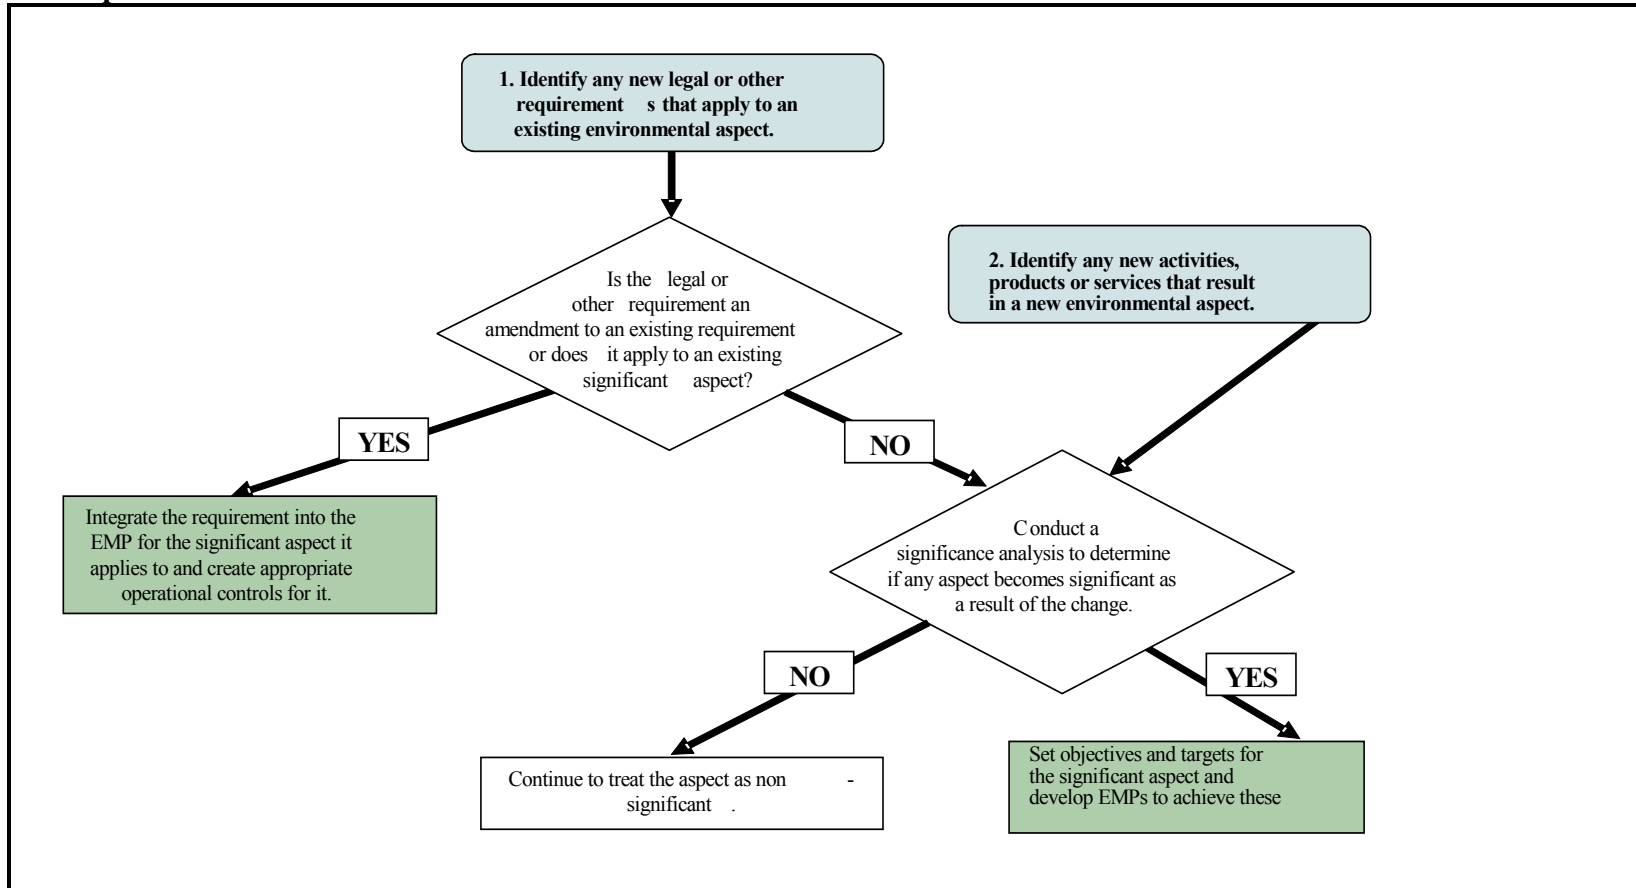 1. Identify any new legal or other
requirement s that apply to an
existing environmental aspect.
Is the legal or
other requirement an
amendment to an existing requirement
or does it apply to an existing
significant aspect?
2. Identify any new activities,
products or services that result
in a new environmental aspect.
YES
NO
Integrate the requirement into the
EMP for the significant aspect it
applies to and create appropriate
operational controls for it.
Conduct a
significance analysis to determine
if any aspect becomes significant as
a result of the change.
NO
YES
Continue to treat the aspect as non -
significant .
Set objectives and targets for
the significant aspect and
develop EMPs to achieve these